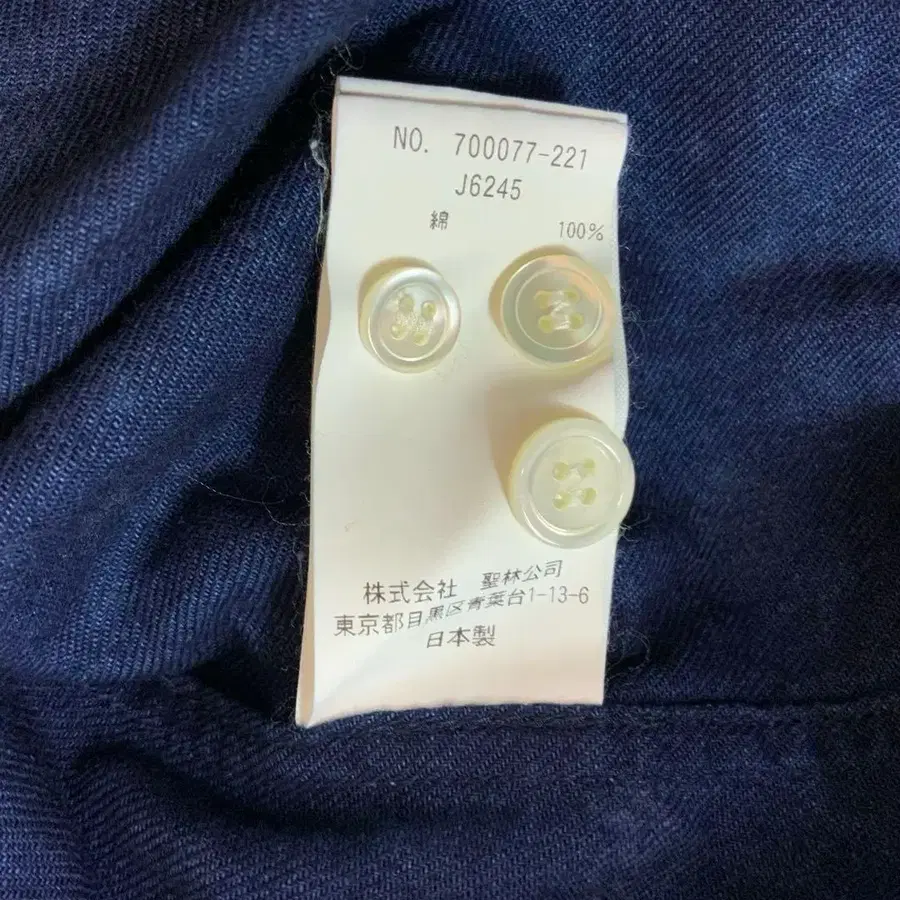 NO. 700077-221
J6245
綿 100%
株式会社 聖林公司
東京都目黒区青葉台1-13-6
日本製